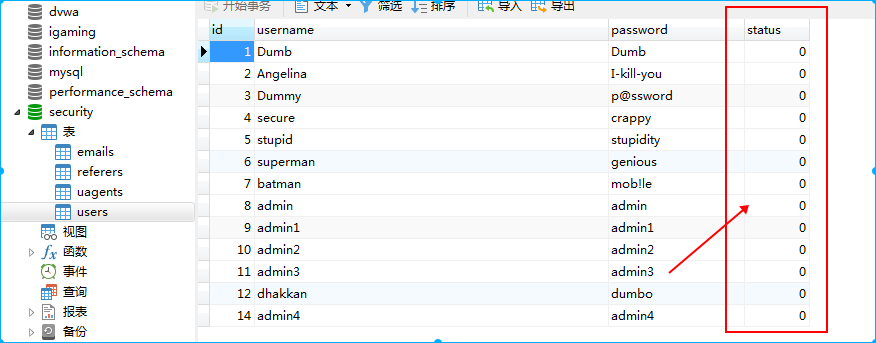 开始事务 文本 筛选 排序 导入 导出
dvwa
igaming
information_schema
mysql
performance_schema
security
表
emails
referers
uagents
users
视图
函数
事件
查询
报表
备份
id username password status
1 Dumb Dumb 0
2 Angelina I-kill-you 0
3 Dummy p@ssword 0
4 secure crappy 0
5 stupid stupidity 0
6 superman genious 0
7 batman mob!le 0
8 admin admin 0
9 admin1 admin1 0
10 admin2 admin2 0
11 admin3 admin3 0
12 dhakkan dumbo 0
14 admin4 admin4 0